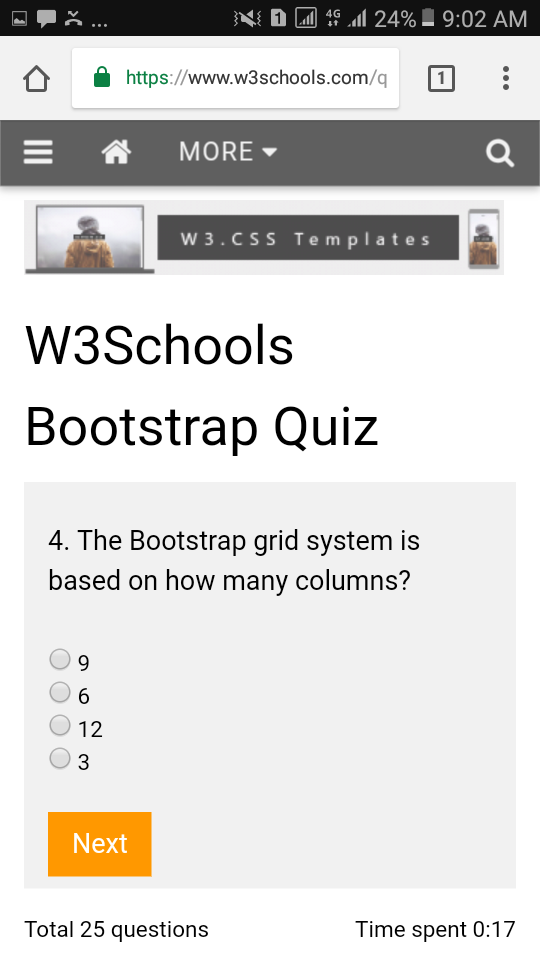 ... 1 4G 24% 9:02 AM
https://www.w3schools.com/q 1
MORE
W3.CSS Templates
W3Schools
Bootstrap Quiz
4. The Bootstrap grid system is
based on how many columns?
9
6
12
3
Next
Total 25 questions Time spent 0:17